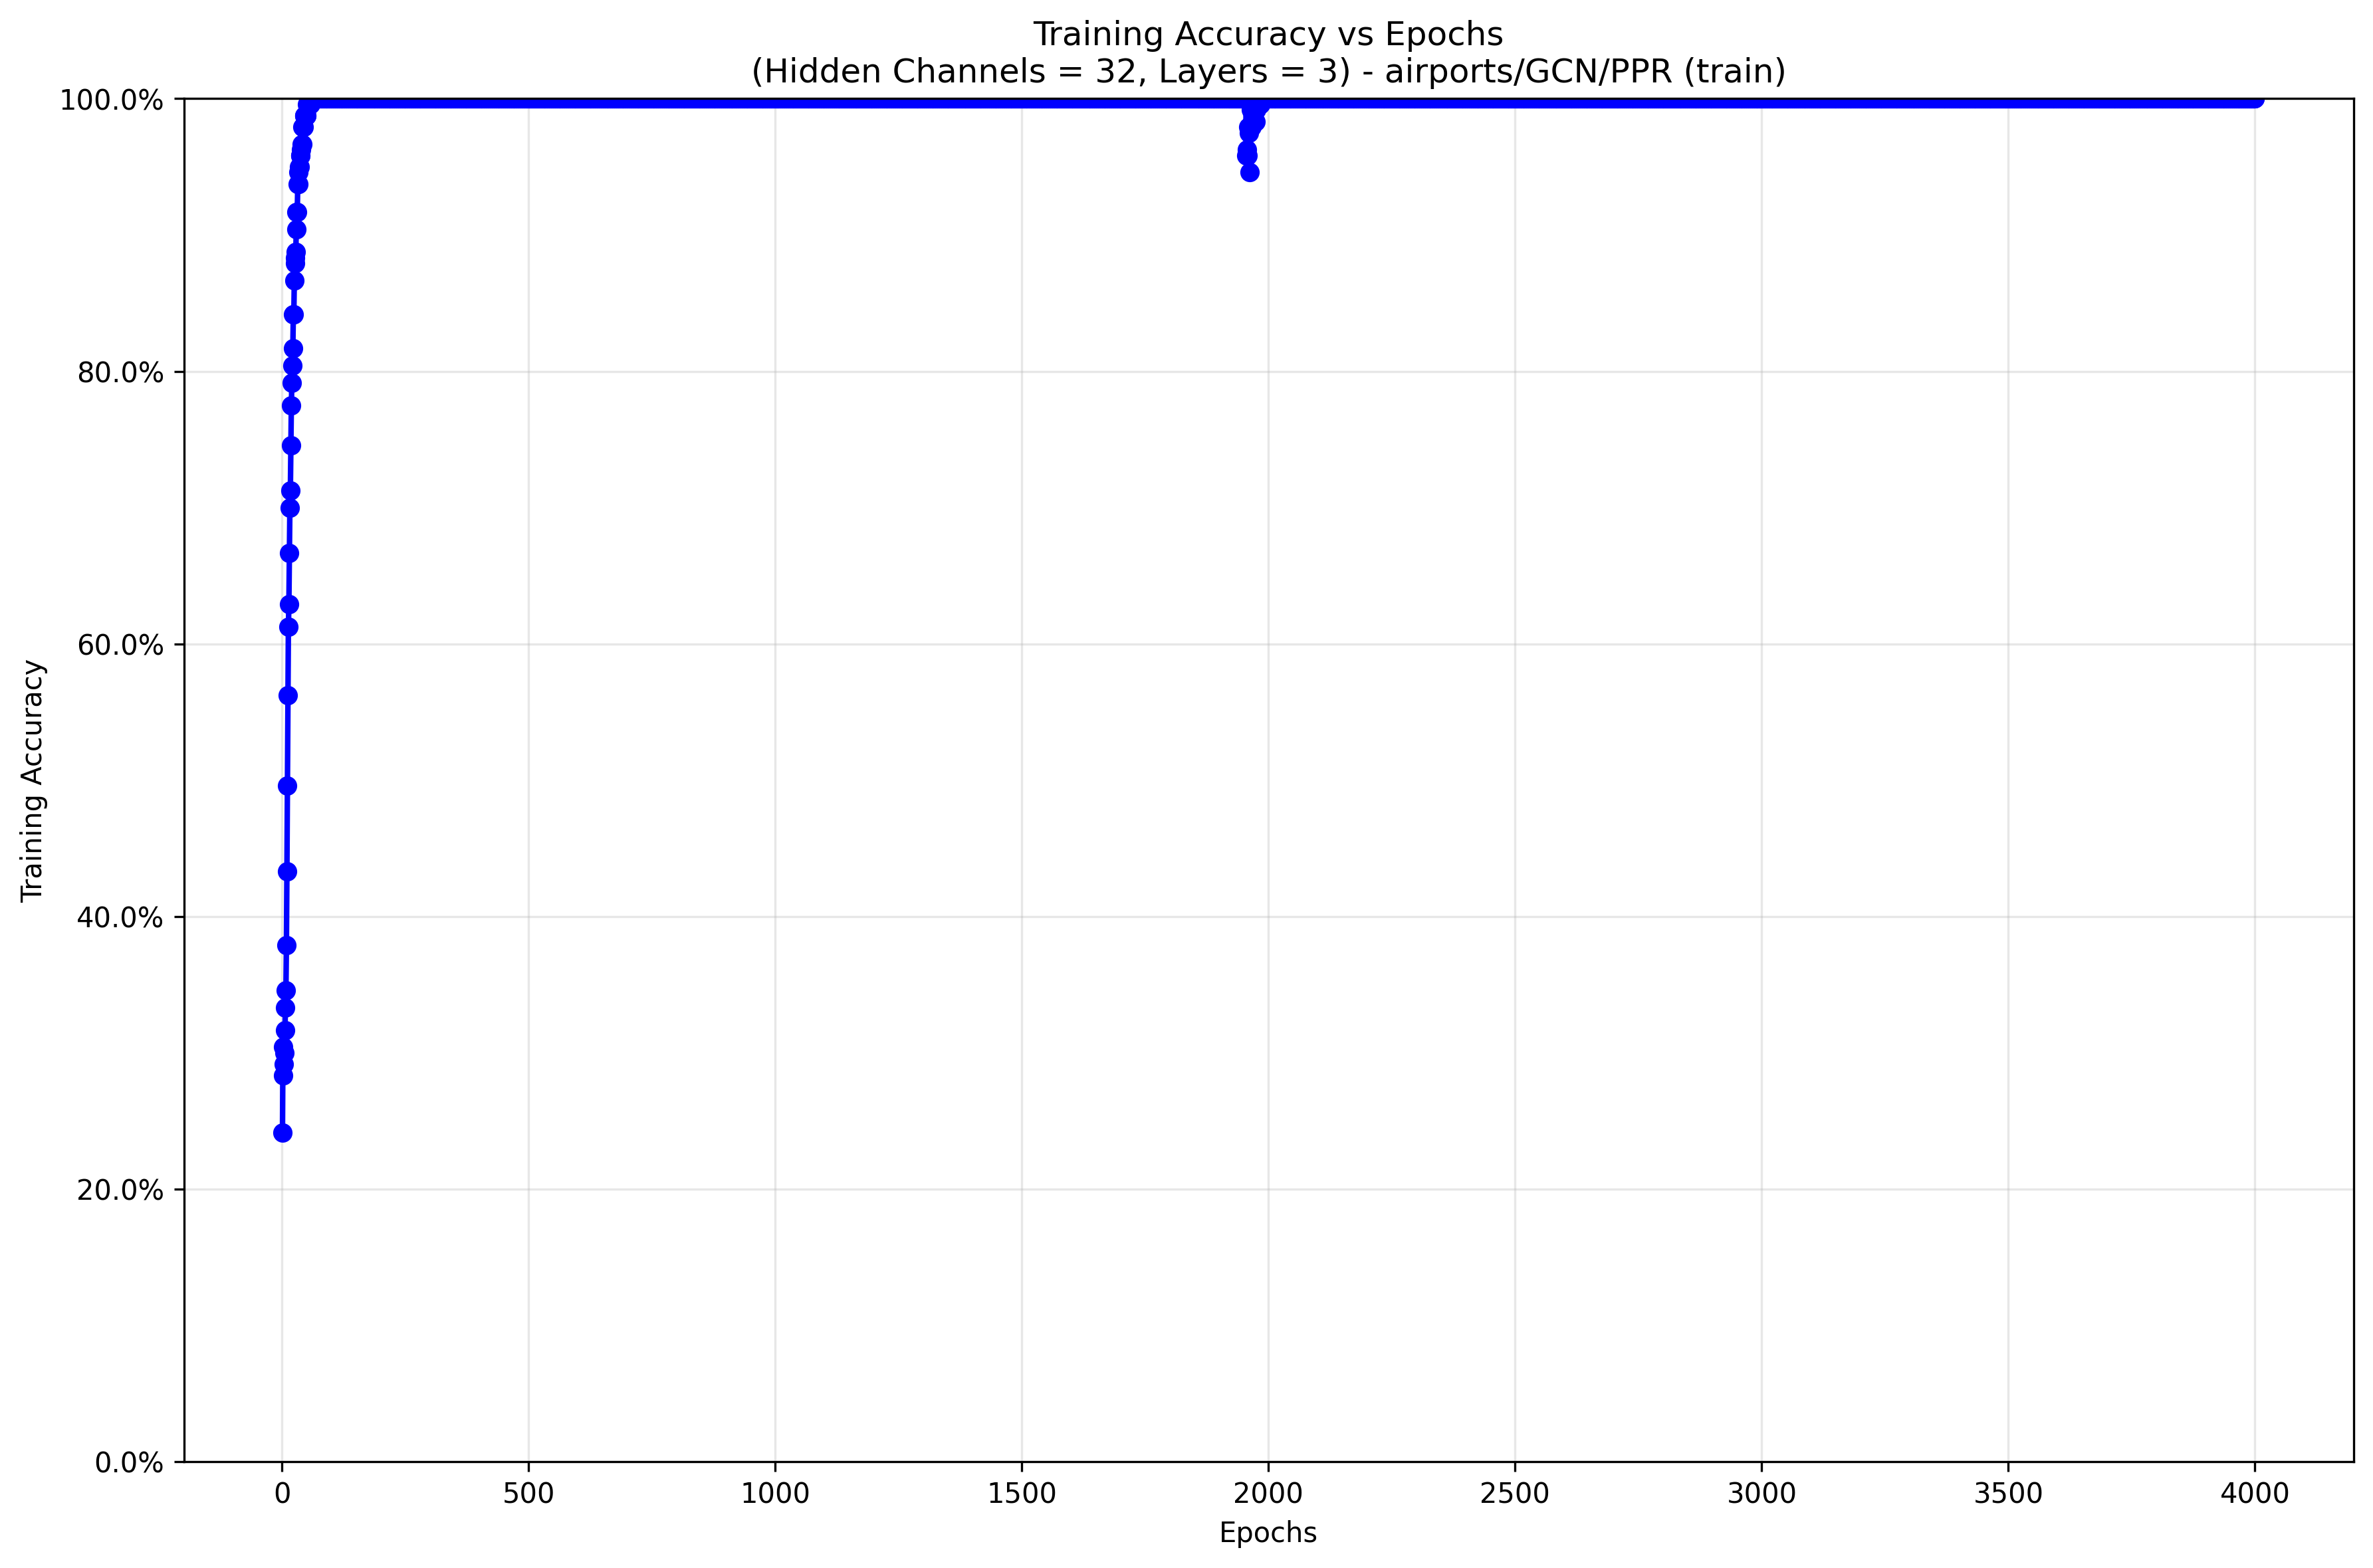 Training Accuracy vs Epochs
(Hidden Channels = 32, Layers = 3) - airports/GCN/PPR (train)
100.0%
80.0%
60.0%
40.0%
20.0%
0.0%
Training Accuracy
0 500 1000 1500 2000 2500 3000 3500 4000
Epochs